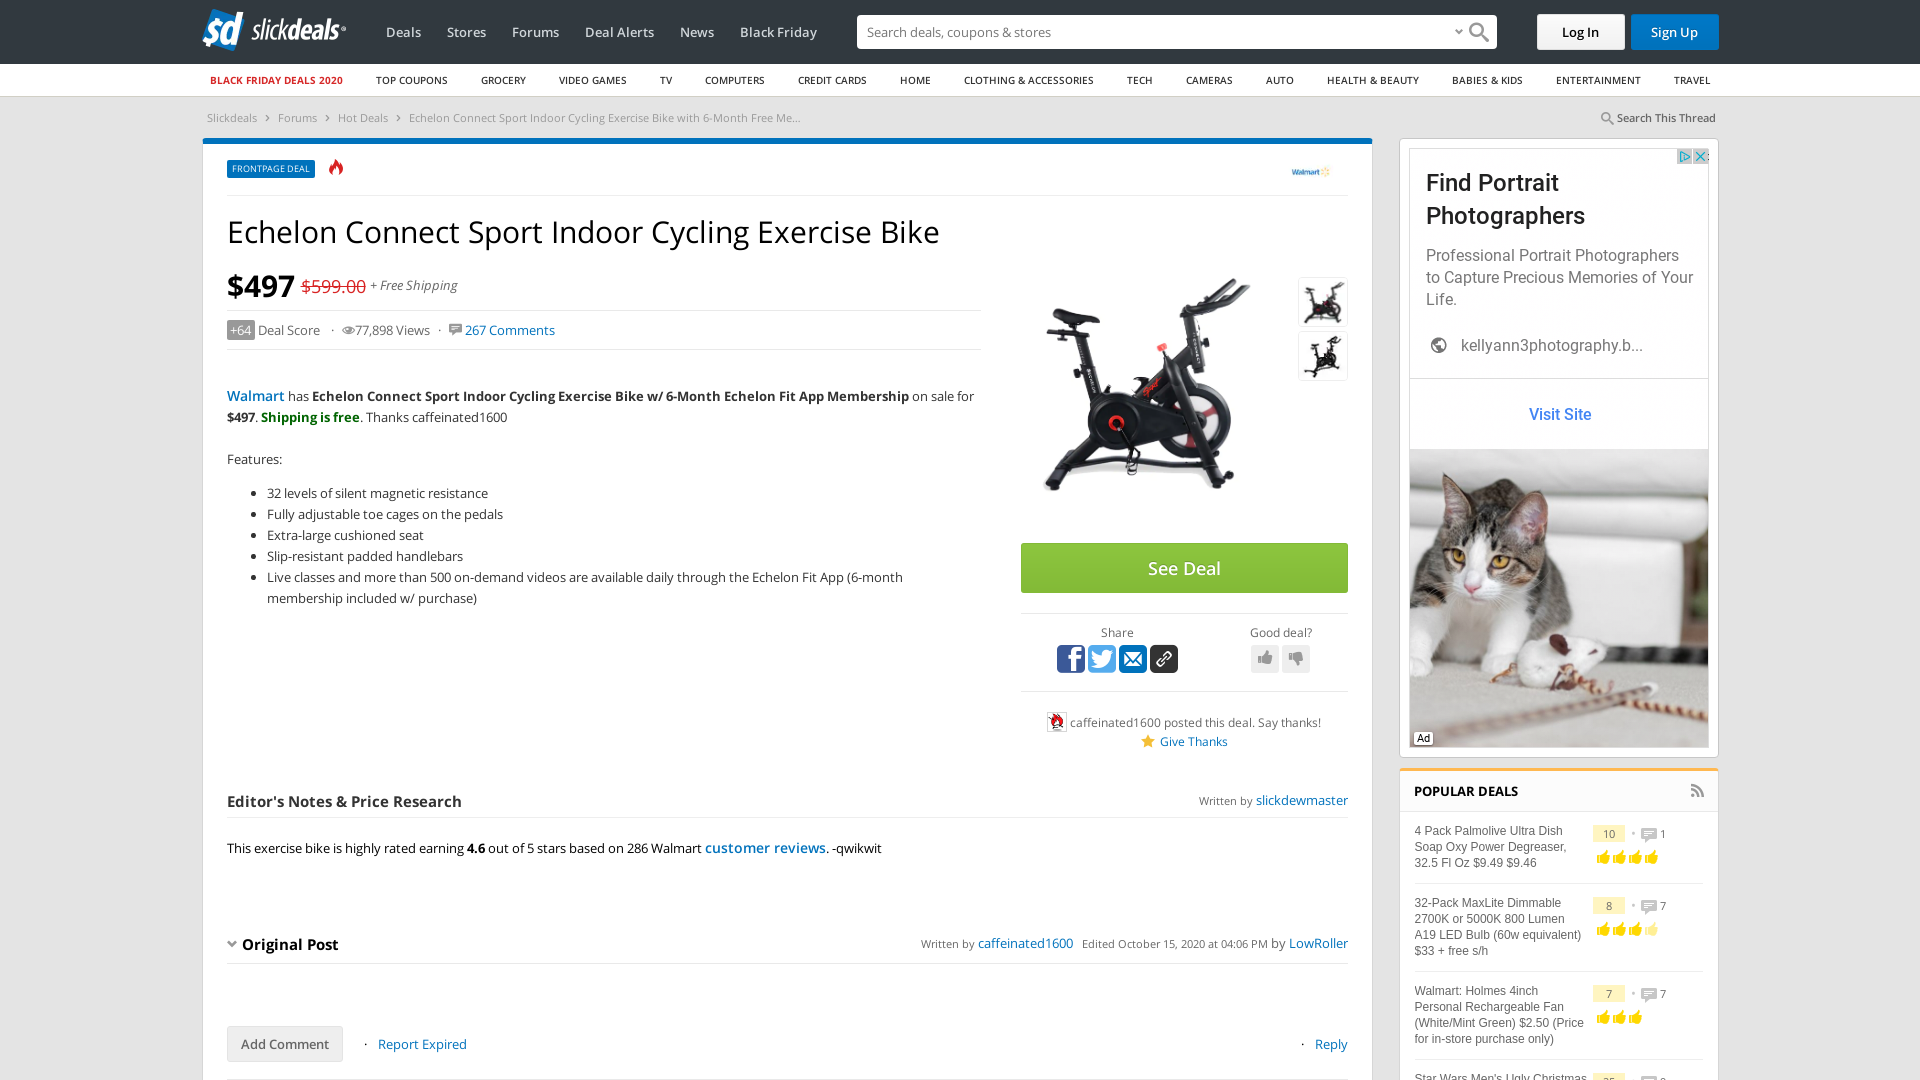 slickdeals
Deals
Stores
Forums
Deal Alerts
News
Black Friday
Search deals, coupons & stores
Log In
Sign Up
BLACK FRIDAY DEALS 2020
TOP COUPONS
GROCERY
VIDEO GAMES
TV
COMPUTERS
CREDIT CARDS
HOME
CLOTHING & ACCESSORIES
TECH
CAMERAS
AUTO
HEALTH & BEAUTY
BABIES & KIDS
ENTERTAINMENT
TRAVEL
Slickdeals › Forums › Hot Deals › Echelon Connect Sport Indoor Cycling Exercise Bike with 6-Month Free Me...
Search This Thread
FRONTPAGE DEAL
Walmart
Echelon Connect Sport Indoor Cycling Exercise Bike
$497 $599.00 + Free Shipping
+64 Deal Score · 77,898 Views · 267 Comments
Walmart has Echelon Connect Sport Indoor Cycling Exercise Bike w/ 6-Month Echelon Fit App Membership on sale for
$497. Shipping is free. Thanks caffeinated1600
Features:
• 32 levels of silent magnetic resistance
• Fully adjustable toe cages on the pedals
• Extra-large cushioned seat
• Slip-resistant padded handlebars
• Live classes and more than 500 on-demand videos are available daily through the Echelon Fit App (6-month
membership included w/ purchase)
See Deal
Share
Good deal?
caffeinated1600 posted this deal. Say thanks!
Give Thanks
Editor's Notes & Price Research
Written by slickdewmaster
This exercise bike is highly rated earning 4.6 out of 5 stars based on 286 Walmart customer reviews. -qwikwit
Original Post
Written by caffeinated1600 Edited October 15, 2020 at 04:06 PM by LowRoller
Add Comment
· Report Expired
· Reply
Find Portrait
Photographers
Professional Portrait Photographers
to Capture Precious Memories of Your
Life.
kellyann3photography.b...
Visit Site
Ad
POPULAR DEALS
4 Pack Palmolive Ultra Dish
Soap Oxy Power Degreaser,
32.5 Fl Oz $9.49 $9.46
10 • 1
32-Pack MaxLite Dimmable
2700K or 5000K 800 Lumen
A19 LED Bulb (60w equivalent)
$33 + free s/h
8 • 7
Walmart: Holmes 4inch
Personal Rechargeable Fan
(White/Mint Green) $2.50 (Price
for in-store purchase only)
7 • 7
Star Wars Men's Ugly Christmas